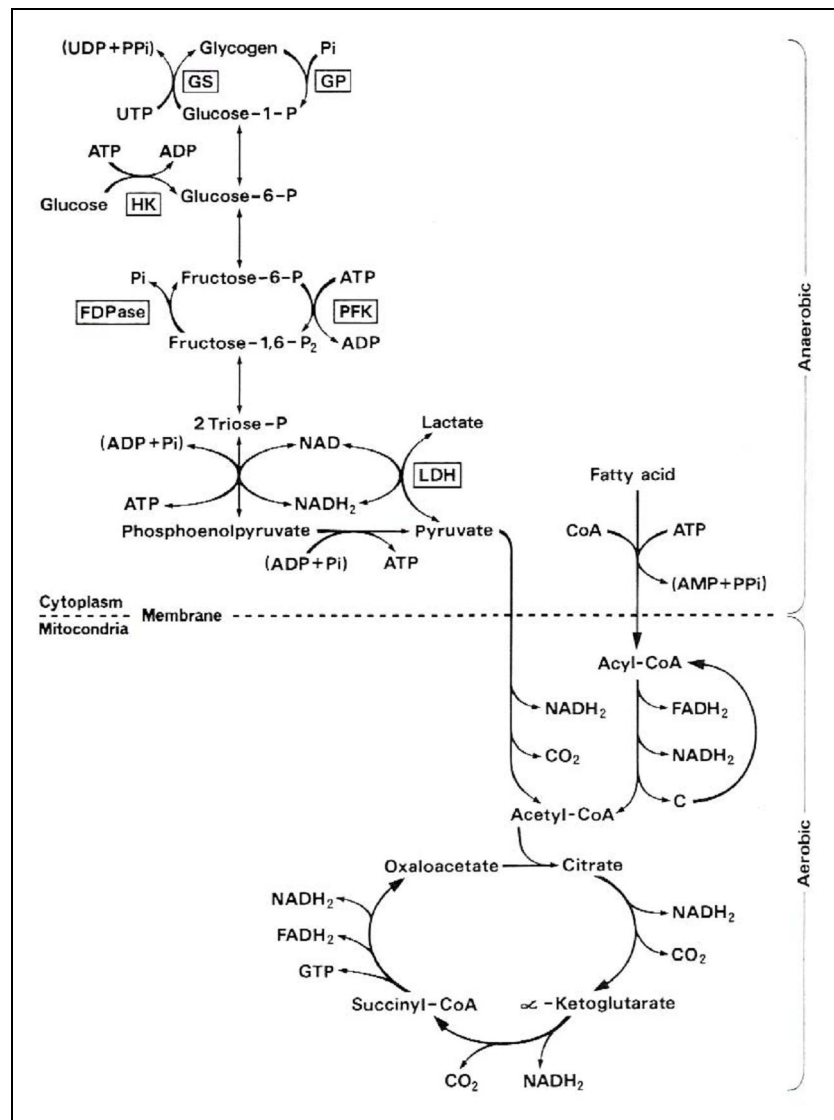 (UDP+PPi) Glycogen Pi
GS GP
UTP Glucose-1-P
ATP ADP
Glucose-6-P
Glucose HK
Pi Fructose-6-P ATP
FDPase PFK
Fructose-1,6-P₂ ADP
2 Triose-P Lactate
(ADP+Pi) NAD
LDH Fatty acid
ATP NADH₂
Phosphoenolpyruvate Pyruvate CoA ATP
(ADP+Pi) ATP (AMP+PPi)
Cytoplasm
Membrane
Mitocondria
Acyl-CoA
NADH₂ FADH₂
CO₂ NADH₂
C
Acetyl-CoA
Oxaloacetate Citrate
NADH₂ NADH₂
FADH₂ CO₂
GTP
Succinyl-CoA ∝-Ketoglutarate
CO₂ NADH₂
Anaerobic
Aerobic